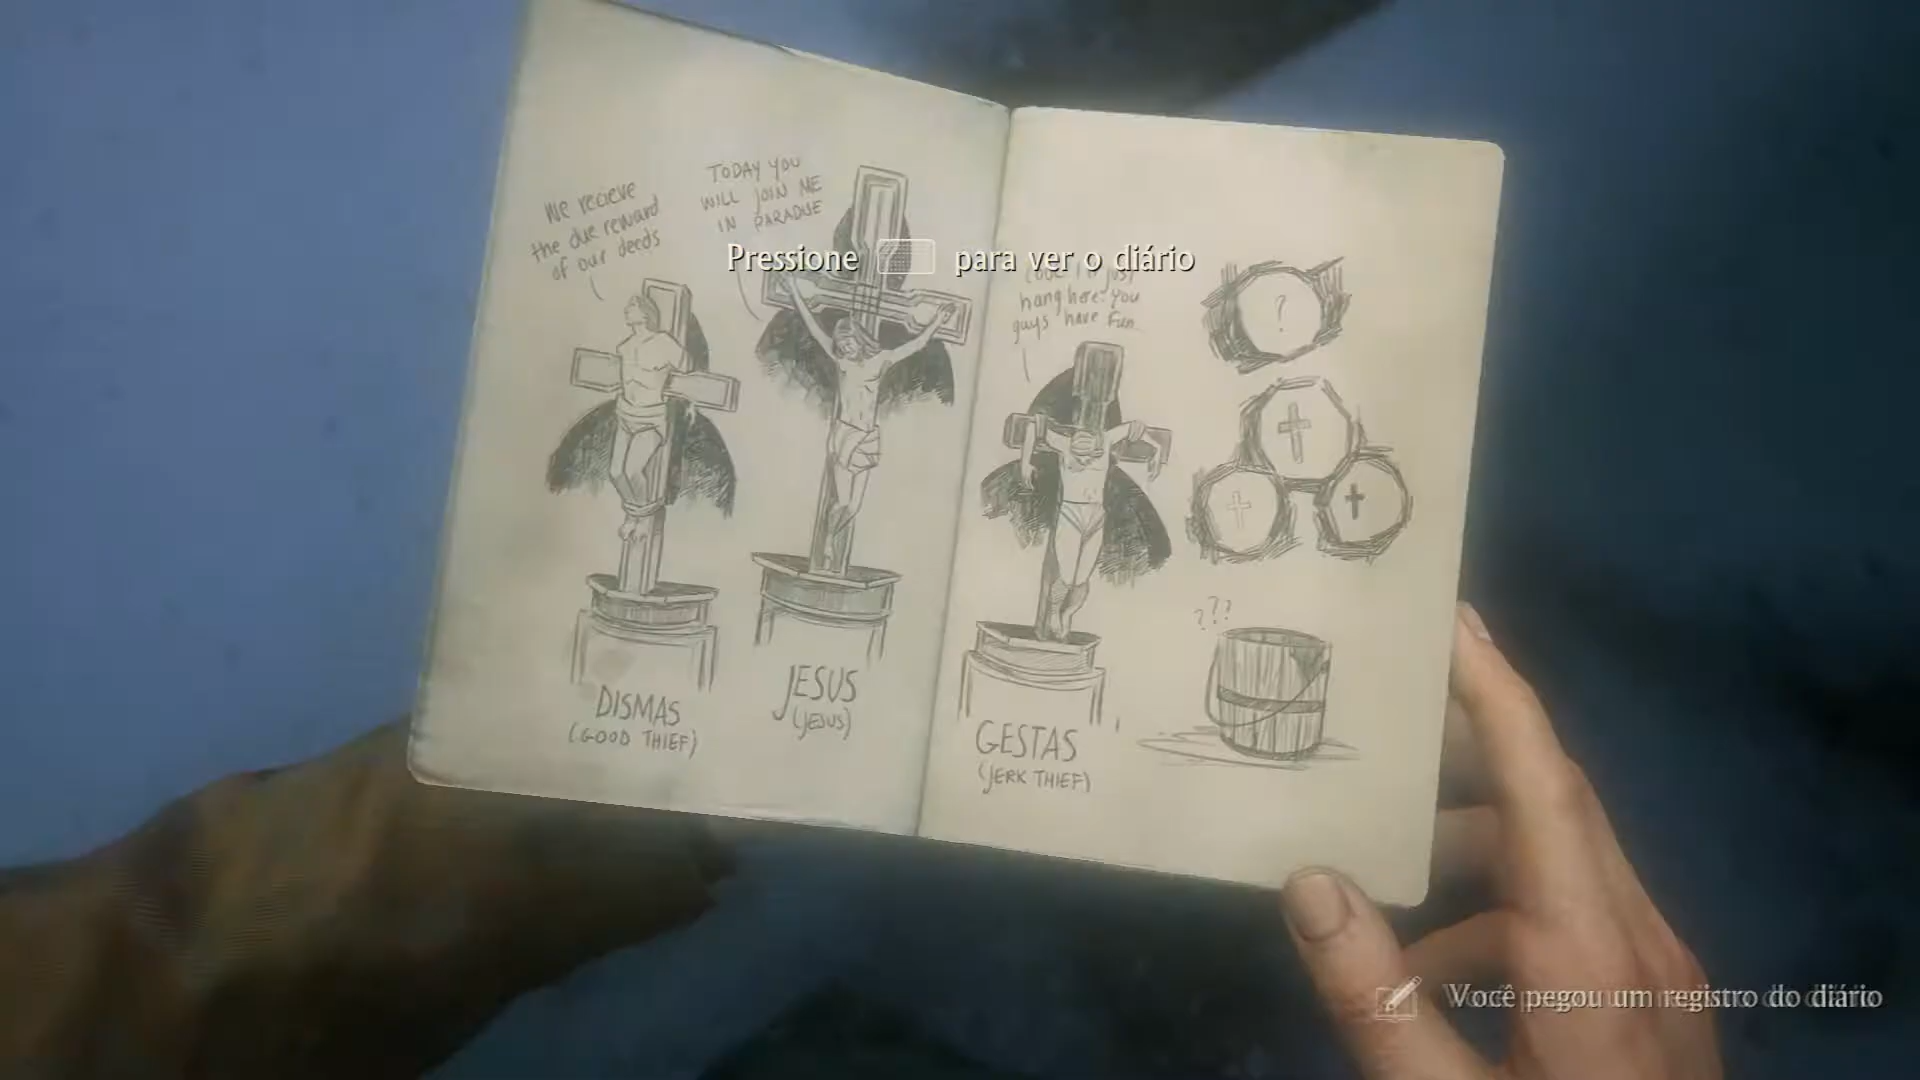 We recieve
the due reward
of our deeds
TODAY YOU
WILL JOIN ME
IN PARADISE
Pressione para ver o diário
hang here. you
guys have fun.
?
???
DISMAS
(GOOD THIEF)
JESUS
(JESUS)
GESTAS
(JERK THIEF)
Você pegou um registro do diário